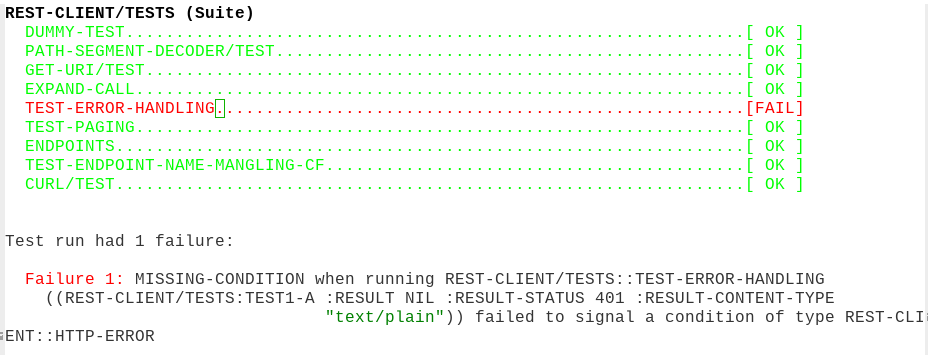 REST-CLIENT/TESTS (Suite)
DUMMY-TEST..............................................................[ OK ]
PATH-SEGMENT-DECODER/TEST...............................................[ OK ]
GET-URI/TEST............................................................[ OK ]
EXPAND-CALL.............................................................[ OK ]
TEST-ERROR-HANDLING.....................................................[FAIL]
TEST-PAGING.............................................................[ OK ]
ENDPOINTS...............................................................[ OK ]
TEST-ENDPOINT-NAME-MANGLING-CF..........................................[ OK ]
CURL/TEST...............................................................[ OK ]
Test run had 1 failure:
Failure 1: MISSING-CONDITION when running REST-CLIENT/TESTS::TEST-ERROR-HANDLING
((REST-CLIENT/TESTS:TEST1-A :RESULT NIL :RESULT-STATUS 401 :RESULT-CONTENT-TYPE
"text/plain")) failed to signal a condition of type REST-CLI
ENT::HTTP-ERROR